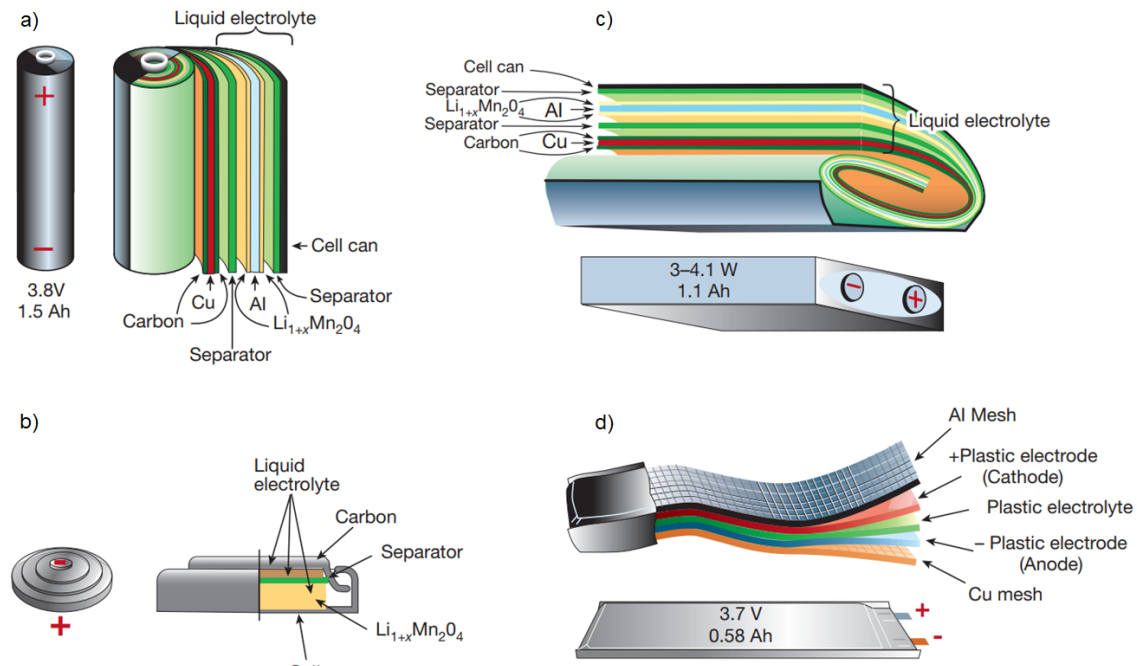 a)
Liquid electrolyte
+
−
3.8V
1.5 Ah
Cell can
Cu
Al
Separator
Carbon
Li1+xMn2O4
Separator
c)
Cell can
Separator
Li1+xMn2O4
Al
Separator
Carbon
Cu
Liquid electrolyte
3–4.1 W
1.1 Ah
−
+
b)
Liquid
electrolyte
Carbon
Separator
Li1+xMn2O4
-
+
d)
Al Mesh
+Plastic electrode
(Cathode)
Plastic electrolyte
− Plastic electrode
(Anode)
Cu mesh
3.7 V
0.58 Ah
+
-